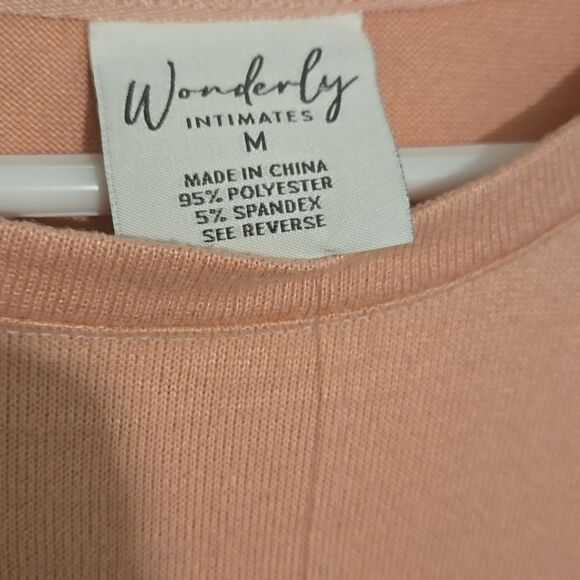 Wonderly
INTIMATES
M
MADE IN CHINA
95% POLYESTER
5% SPANDEX
SEE REVERSE